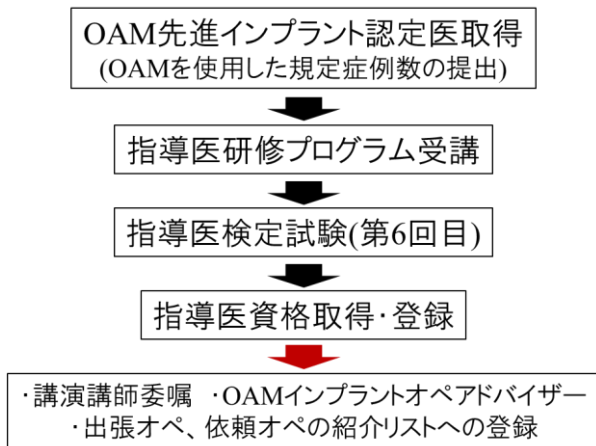 OAM先進インプラント認定医取得
(OAMを使用した規定症例数の提出)
指導医研修プログラム受講
指導医検定試験(第6回目)
指導医資格取得・登録
・講演講師委嘱 ・OAMインプラントオペアドバイザー
・出張オペ、依頼オペの紹介リストへの登録